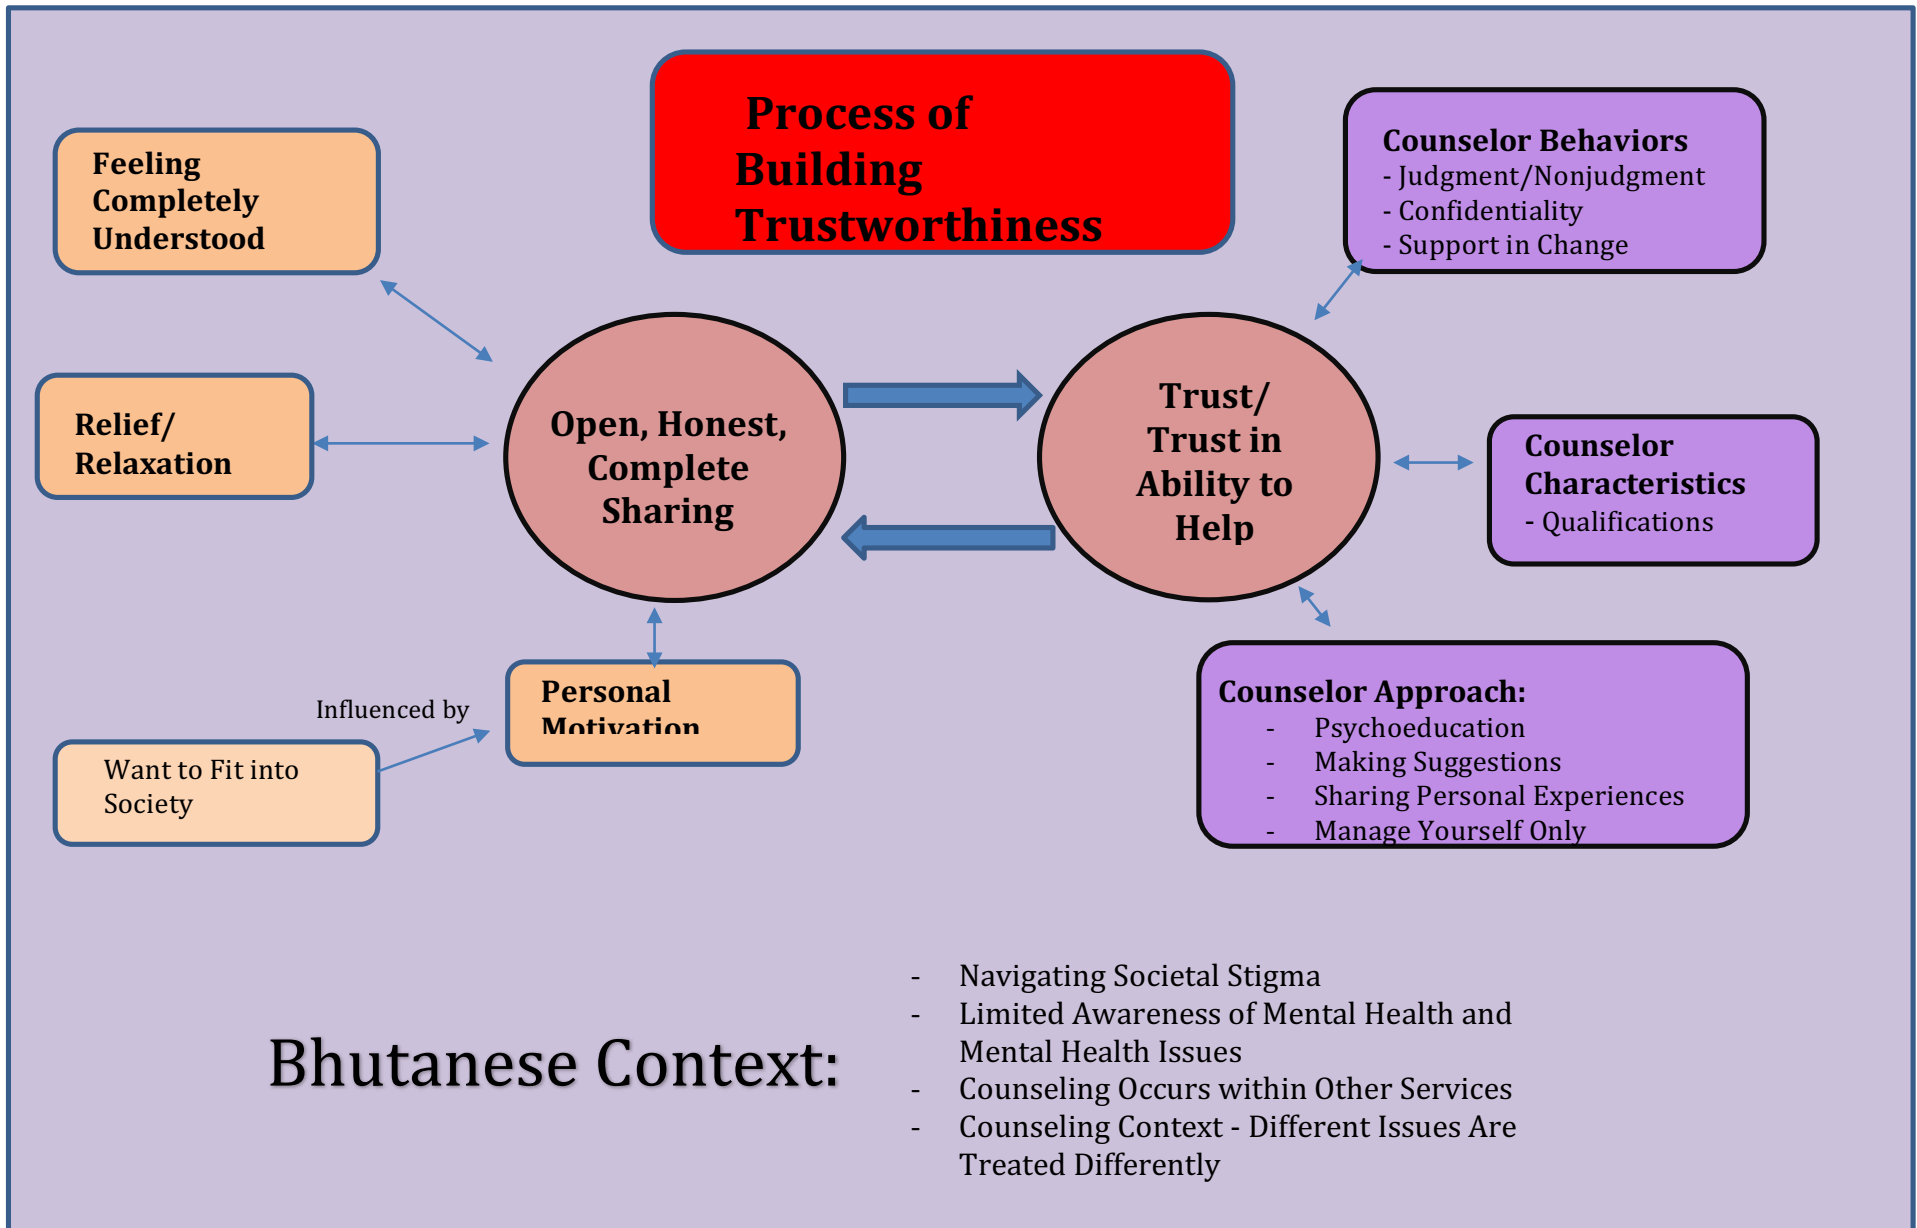 Process of
Building
Trustworthiness
Feeling
Completely
Understood
Counselor Behaviors
- Judgment/Nonjudgment
- Confidentiality
- Support in Change
Relief/
Relaxation
Open, Honest,
Complete
Sharing
Trust/
Trust in
Ability to
Help
Counselor
Characteristics
- Qualifications
Influenced by
Personal
Motivation
Want to Fit into
Society
Counselor Approach:
- Psychoeducation
- Making Suggestions
- Sharing Personal Experiences
- Manage Yourself Only
Bhutanese Context:
- Navigating Societal Stigma
- Limited Awareness of Mental Health and
Mental Health Issues
- Counseling Occurs within Other Services
- Counseling Context - Different Issues Are
Treated Differently